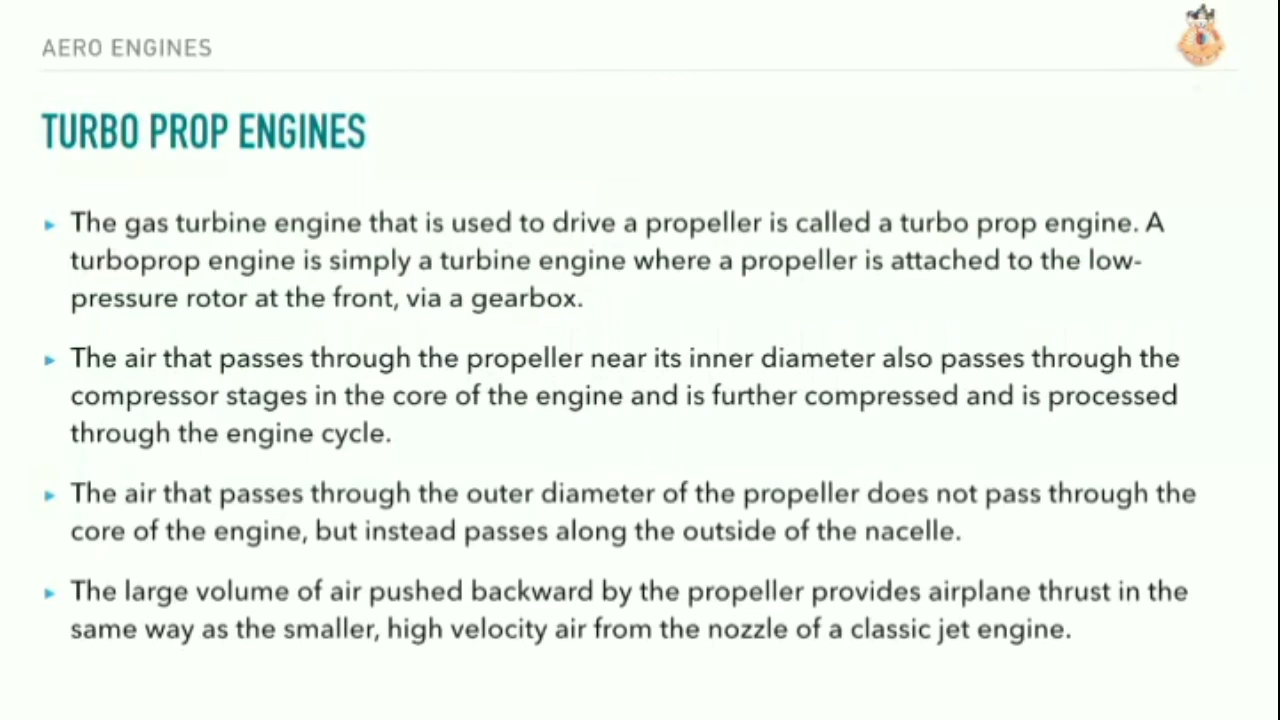 AERO ENGINES
TURBO PROP ENGINES
▸ The gas turbine engine that is used to drive a propeller is called a turbo prop engine. A
turboprop engine is simply a turbine engine where a propeller is attached to the low-
pressure rotor at the front, via a gearbox.
▸ The air that passes through the propeller near its inner diameter also passes through the
compressor stages in the core of the engine and is further compressed and is processed
through the engine cycle.
▸ The air that passes through the outer diameter of the propeller does not pass through the
core of the engine, but instead passes along the outside of the nacelle.
▸ The large volume of air pushed backward by the propeller provides airplane thrust in the
same way as the smaller, high velocity air from the nozzle of a classic jet engine.